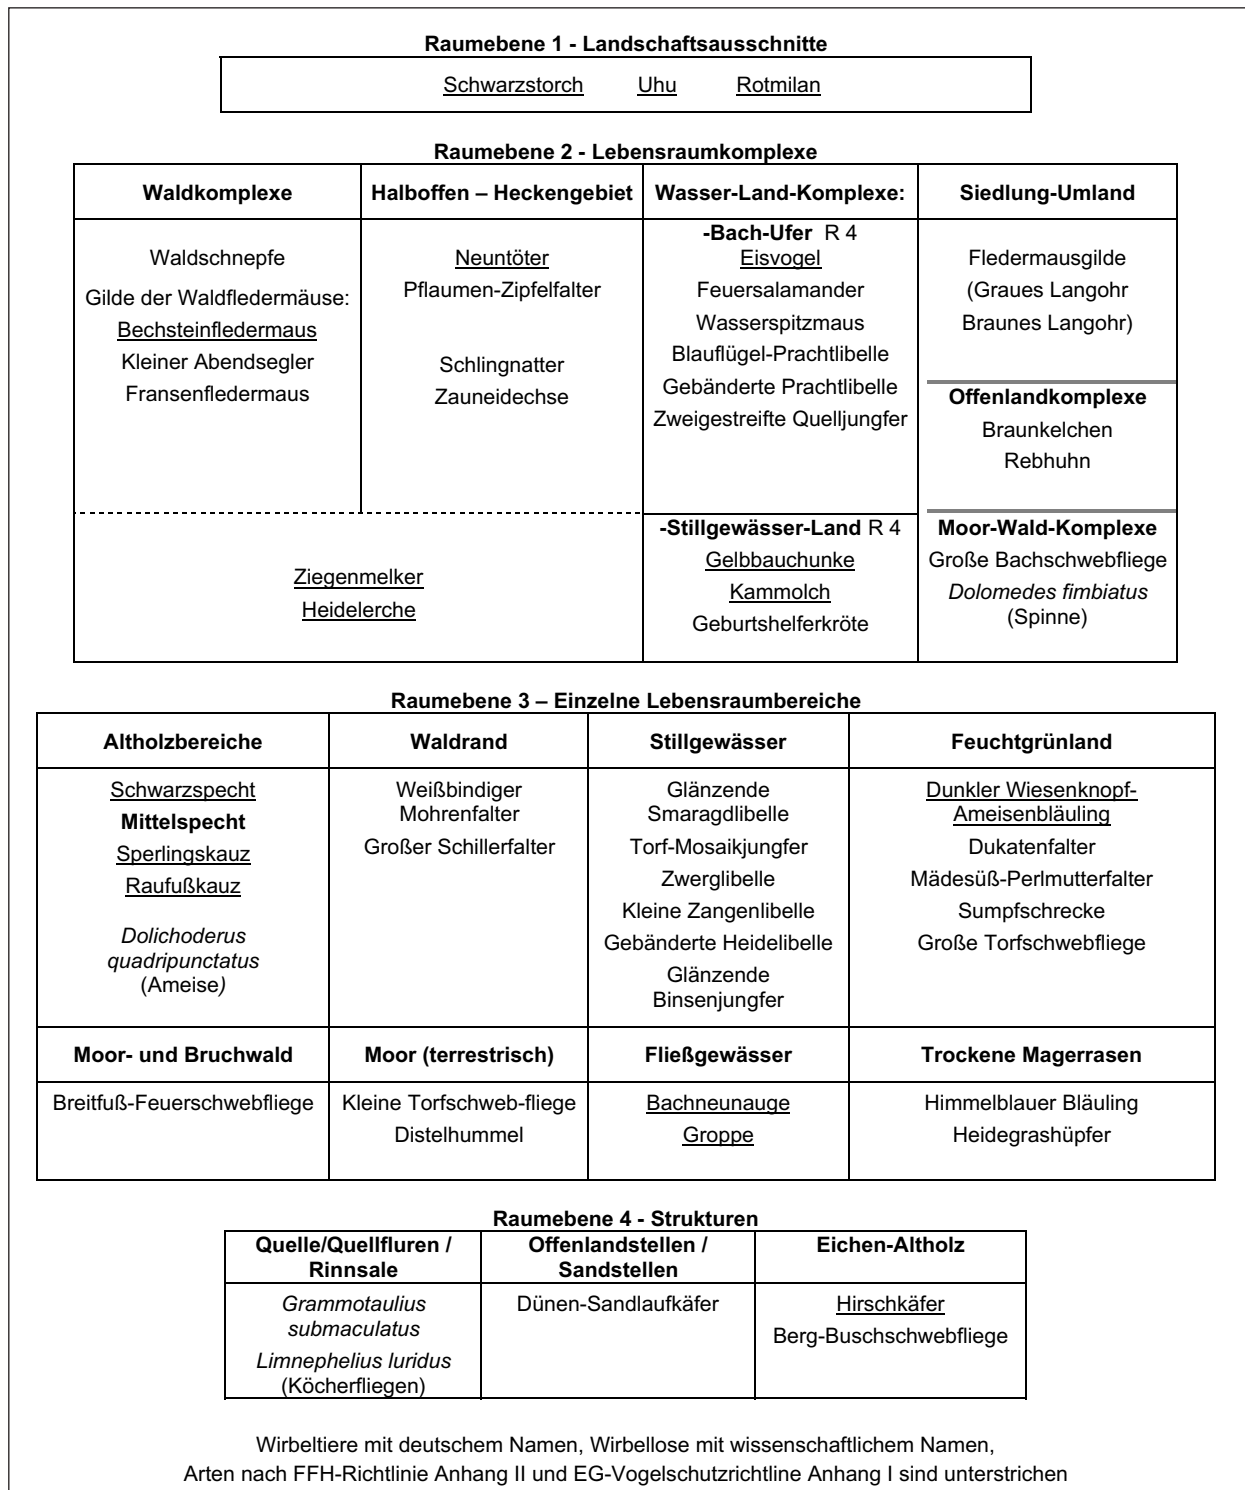 Raumebene 1 - Landschaftsausschnitte
Schwarzstorch Uhu Rotmilan
Raumebene 2 - Lebensraumkomplexe
Waldkomplexe
Waldschnepfe
Gilde der Waldfledermäuse:
Bechsteinfledermaus
Kleiner Abendsegler
Fransenfledermaus
Halboffen – Heckengebiet
Neuntöter
Pflaumen-Zipfelfalter
Schlingnatter
Zauneidechse
Ziegenmelker
Heidelerche
Wasser-Land-Komplexe:
-Bach-Ufer R 4
Eisvogel
Feuersalamander
Wasserspitzmaus
Blauflügel-Prachtlibelle
Gebänderte Prachtlibelle
Zweigestreifte Quelljungfer
-Stillgewässer-Land R 4
Gelbbauchunke
Kammolch
Geburtshelferkröte
Siedlung-Umland
Fledermausgilde
(Graues Langohr
Braunes Langohr)
Offenlandkomplexe
Braunkelchen
Rebhuhn
Moor-Wald-Komplexe
Große Bachschwebfliege
Dolomedes fimbiatus
(Spinne)
Raumebene 3 – Einzelne Lebensraumbereiche
Altholzbereiche
Schwarzspecht
Mittelspecht
Sperlingskauz
Raufußkauz
Dolichoderus
quadripunctatus
(Ameise)
Waldrand
Weißbindiger
Mohrenfalter
Großer Schillerfalter
Stillgewässer
Glänzende
Smaragdlibelle
Torf-Mosaikjungfer
Zwerglibelle
Kleine Zangenlibelle
Gebänderte Heidelibelle
Glänzende
Binsenjungfer
Feuchtgrünland
Dunkler Wiesenknopf-
Ameisenbläuling
Dukatenfalter
Mädesüß-Perlmutterfalter
Sumpfschrecke
Große Torfschwebfliege
Moor- und Bruchwald
Breitfuß-Feuerschwebfliege
Moor (terrestrisch)
Kleine Torfschweb-fliege
Distelhummel
Fließgewässer
Bachneunauge
Groppe
Trockene Magerrasen
Himmelblauer Bläuling
Heidegrashüpfer
Raumebene 4 - Strukturen
Quelle/Quellfluren /
Rinnsale
Grammotaulius
submaculatus
Limnephelius luridus
(Köcherfliegen)
Offenlandstellen /
Sandstellen
Dünen-Sandlaufkäfer
Eichen-Altholz
Hirschkäfer
Berg-Buschschwebfliege
Wirbeltiere mit deutschem Namen, Wirbellose mit wissenschaftlichem Namen,
Arten nach FFH-Richtlinie Anhang II und EG-Vogelschutzrichtline Anhang I sind unterstrichen